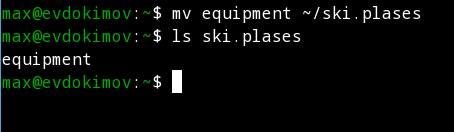 max@evdokimov:~$ mv equipment ~/ski.plases
max@evdokimov:~$ ls ski.plases
equipment
max@evdokimov:~$